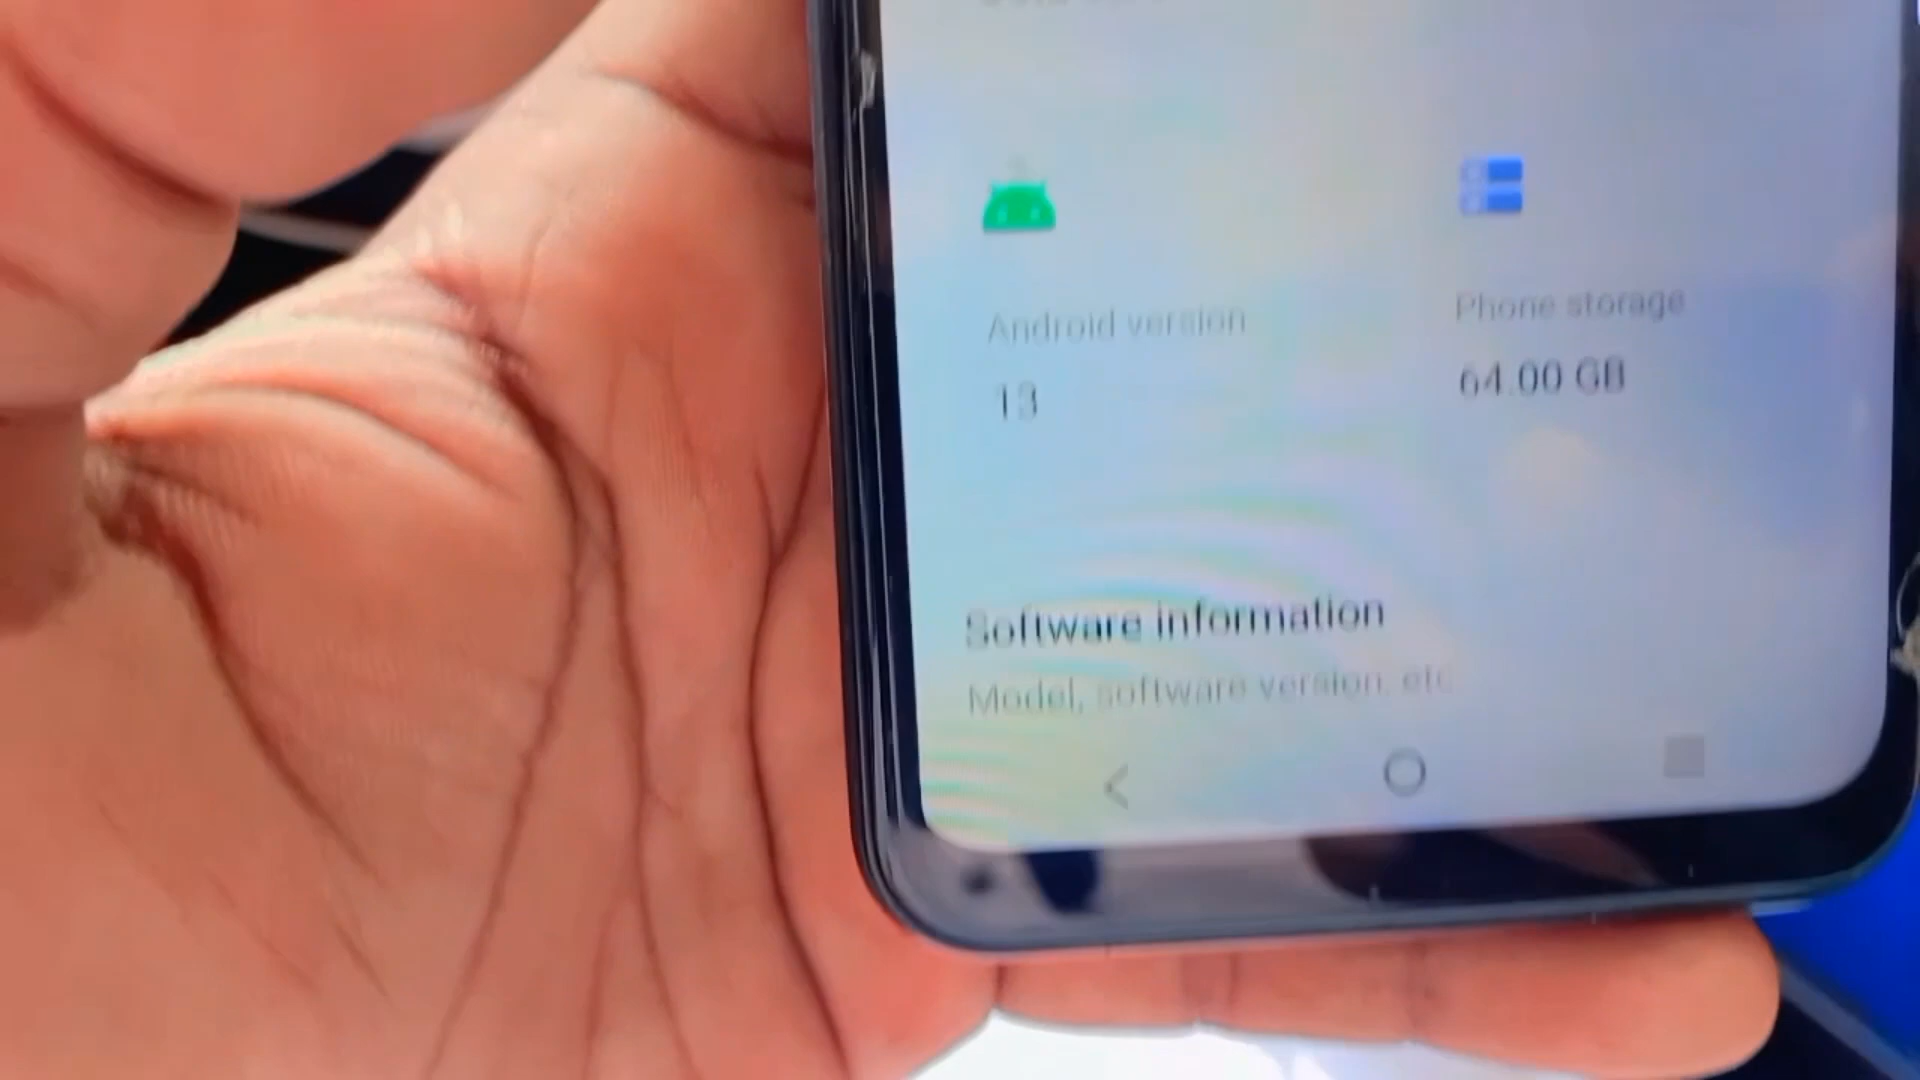 Android version
13
Phone storage
64.00 GB
Software information
Model, software version, etc